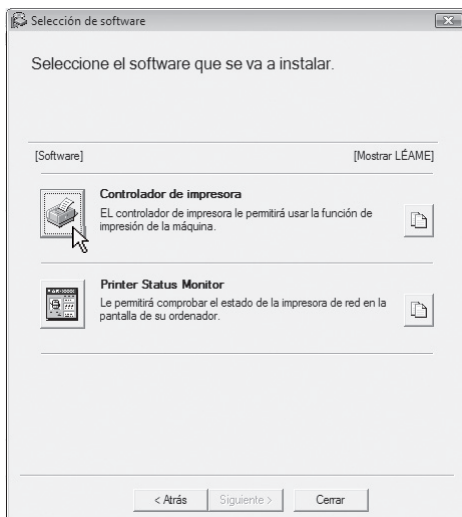 Selección de software
Seleccione el software que se va a instalar.
[Software] [Mostrar LÉAME]
Controlador de impresora
EL controlador de impresora le permitirá usar la función de
impresión de la máquina.
Printer Status Monitor
Le permitirá comprobar el estado de la impresora de red en la
pantalla de su ordenador.
< Atrás Siguiente > Cerrar